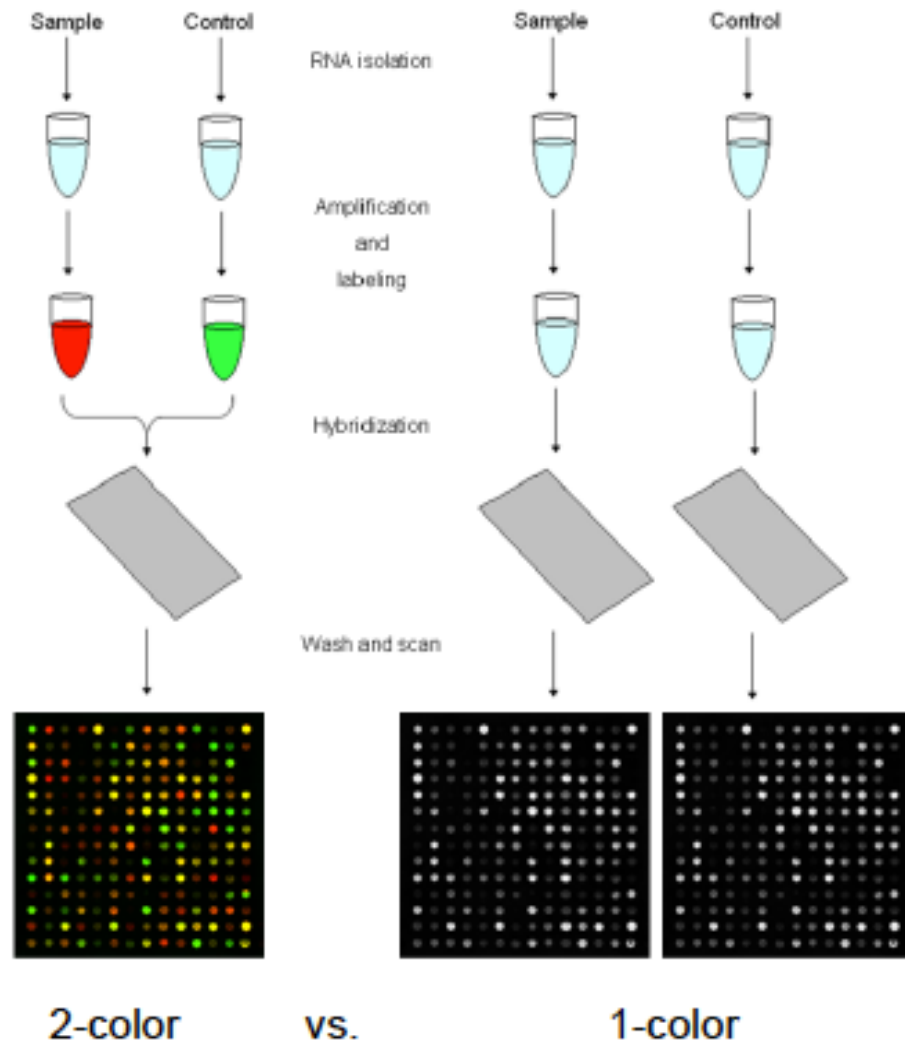 Sample Control Sample Control
RNA isolation
Amplification
and
labeling
Hybridization
Wash and scan
2-color vs. 1-color